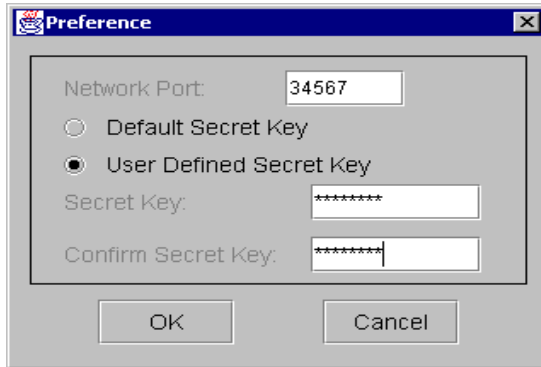 Preference
Network Port: 34567
Default Secret Key
User Defined Secret Key
Secret Key: ********
Confirm Secret Key: ********
OK Cancel